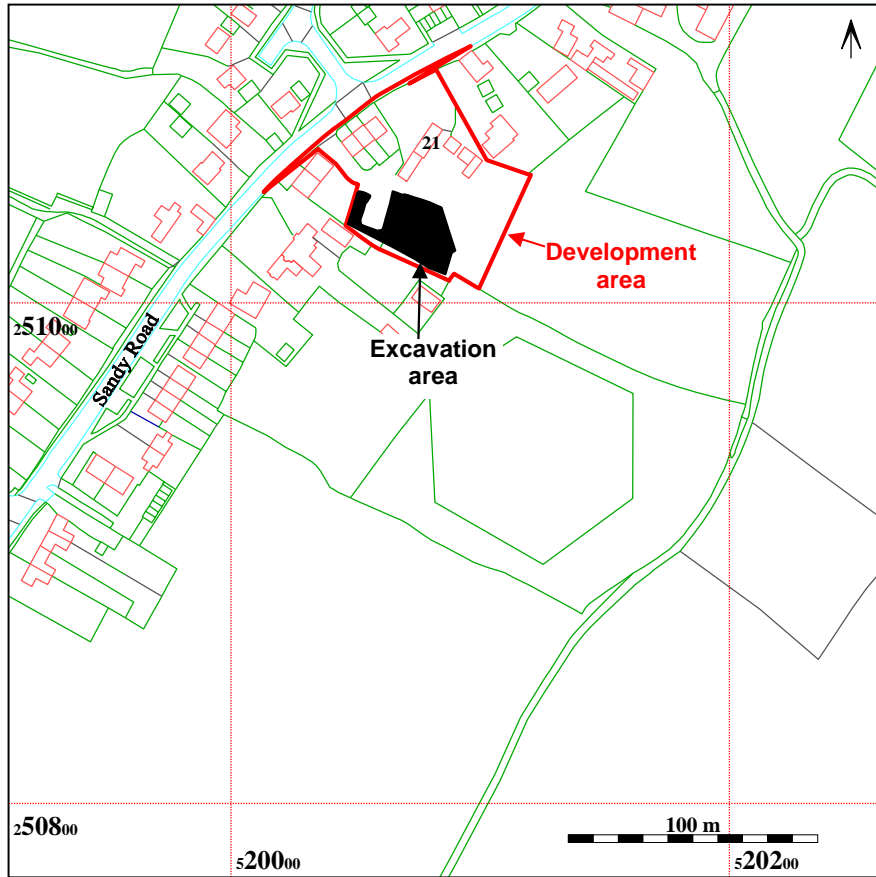 21
Development
area
251000
Sandy Road
Excavation
area
250800
520000
520200
100 m